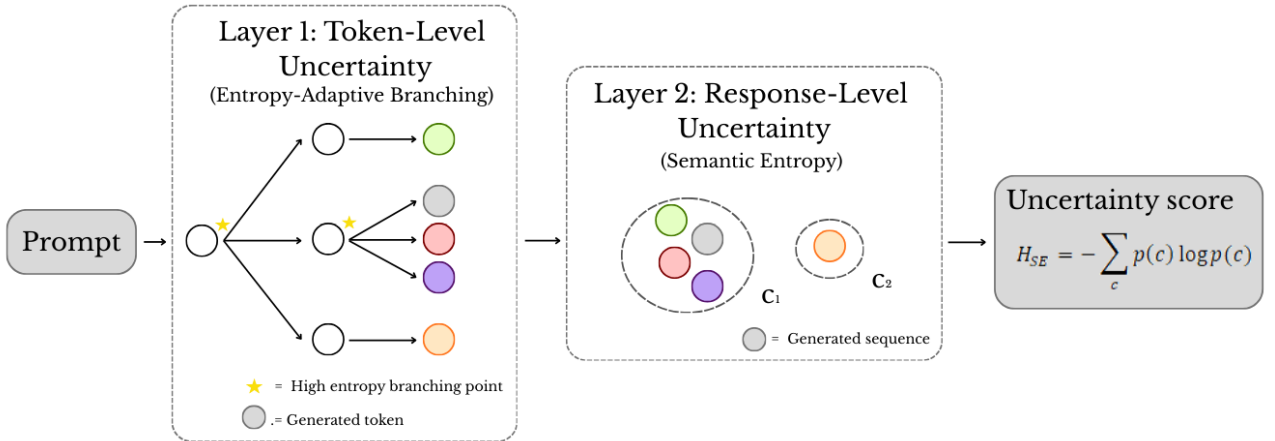 Prompt
Layer 1: Token-Level
Uncertainty
(Entropy-Adaptive Branching)
= High entropy branching point
.= Generated token
Layer 2: Response-Level
Uncertainty
(Semantic Entropy)
C₁
C₂
= Generated sequence
Uncertainty score
H_SE = − ∑_c p(c) log p(c)